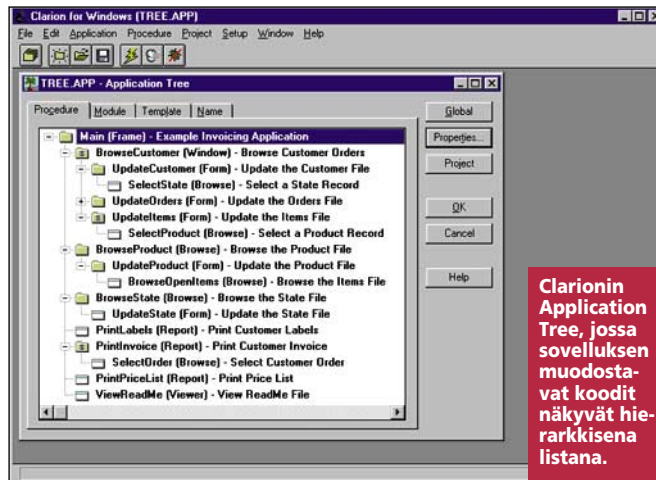 Clarion for Windows (TREE.APP)
File Edit Application Procedure Project Setup Window Help
TREE.APP - Application Tree
Procedure Module Template Name
Main (Frame) - Example Invoicing Application
BrowseCustomer (Window) - Browse Customer Orders
UpdateCustomer (Form) - Update the Customer File
SelectState (Browse) - Select a State Record
UpdateOrders (Form) - Update the Orders File
UpdateItems (Form) - Update the Items File
SelectProduct (Browse) - Select a Product Record
BrowseProduct (Browse) - Browse the Product File
UpdateProduct (Form) - Update the Product File
BrowseOpenItems (Browse) - Browse the Items File
BrowseState (Browse) - Browse the State File
UpdateState (Form) - Update the State File
PrintLabels (Report) - Print Customer Labels
PrintInvoice (Report) - Print Customer Invoice
SelectOrder (Browse) - Select Customer Order
PrintPriceList (Report) - Print Price List
ViewReadMe (Viewer) - View ReadMe File
Global
Properties...
Project
OK
Cancel
Help
Clarionin
Application
Tree, jossa
sovelluksen
muodosta-
vat koodit
näkyvät hie-
rarkkisena
listana.